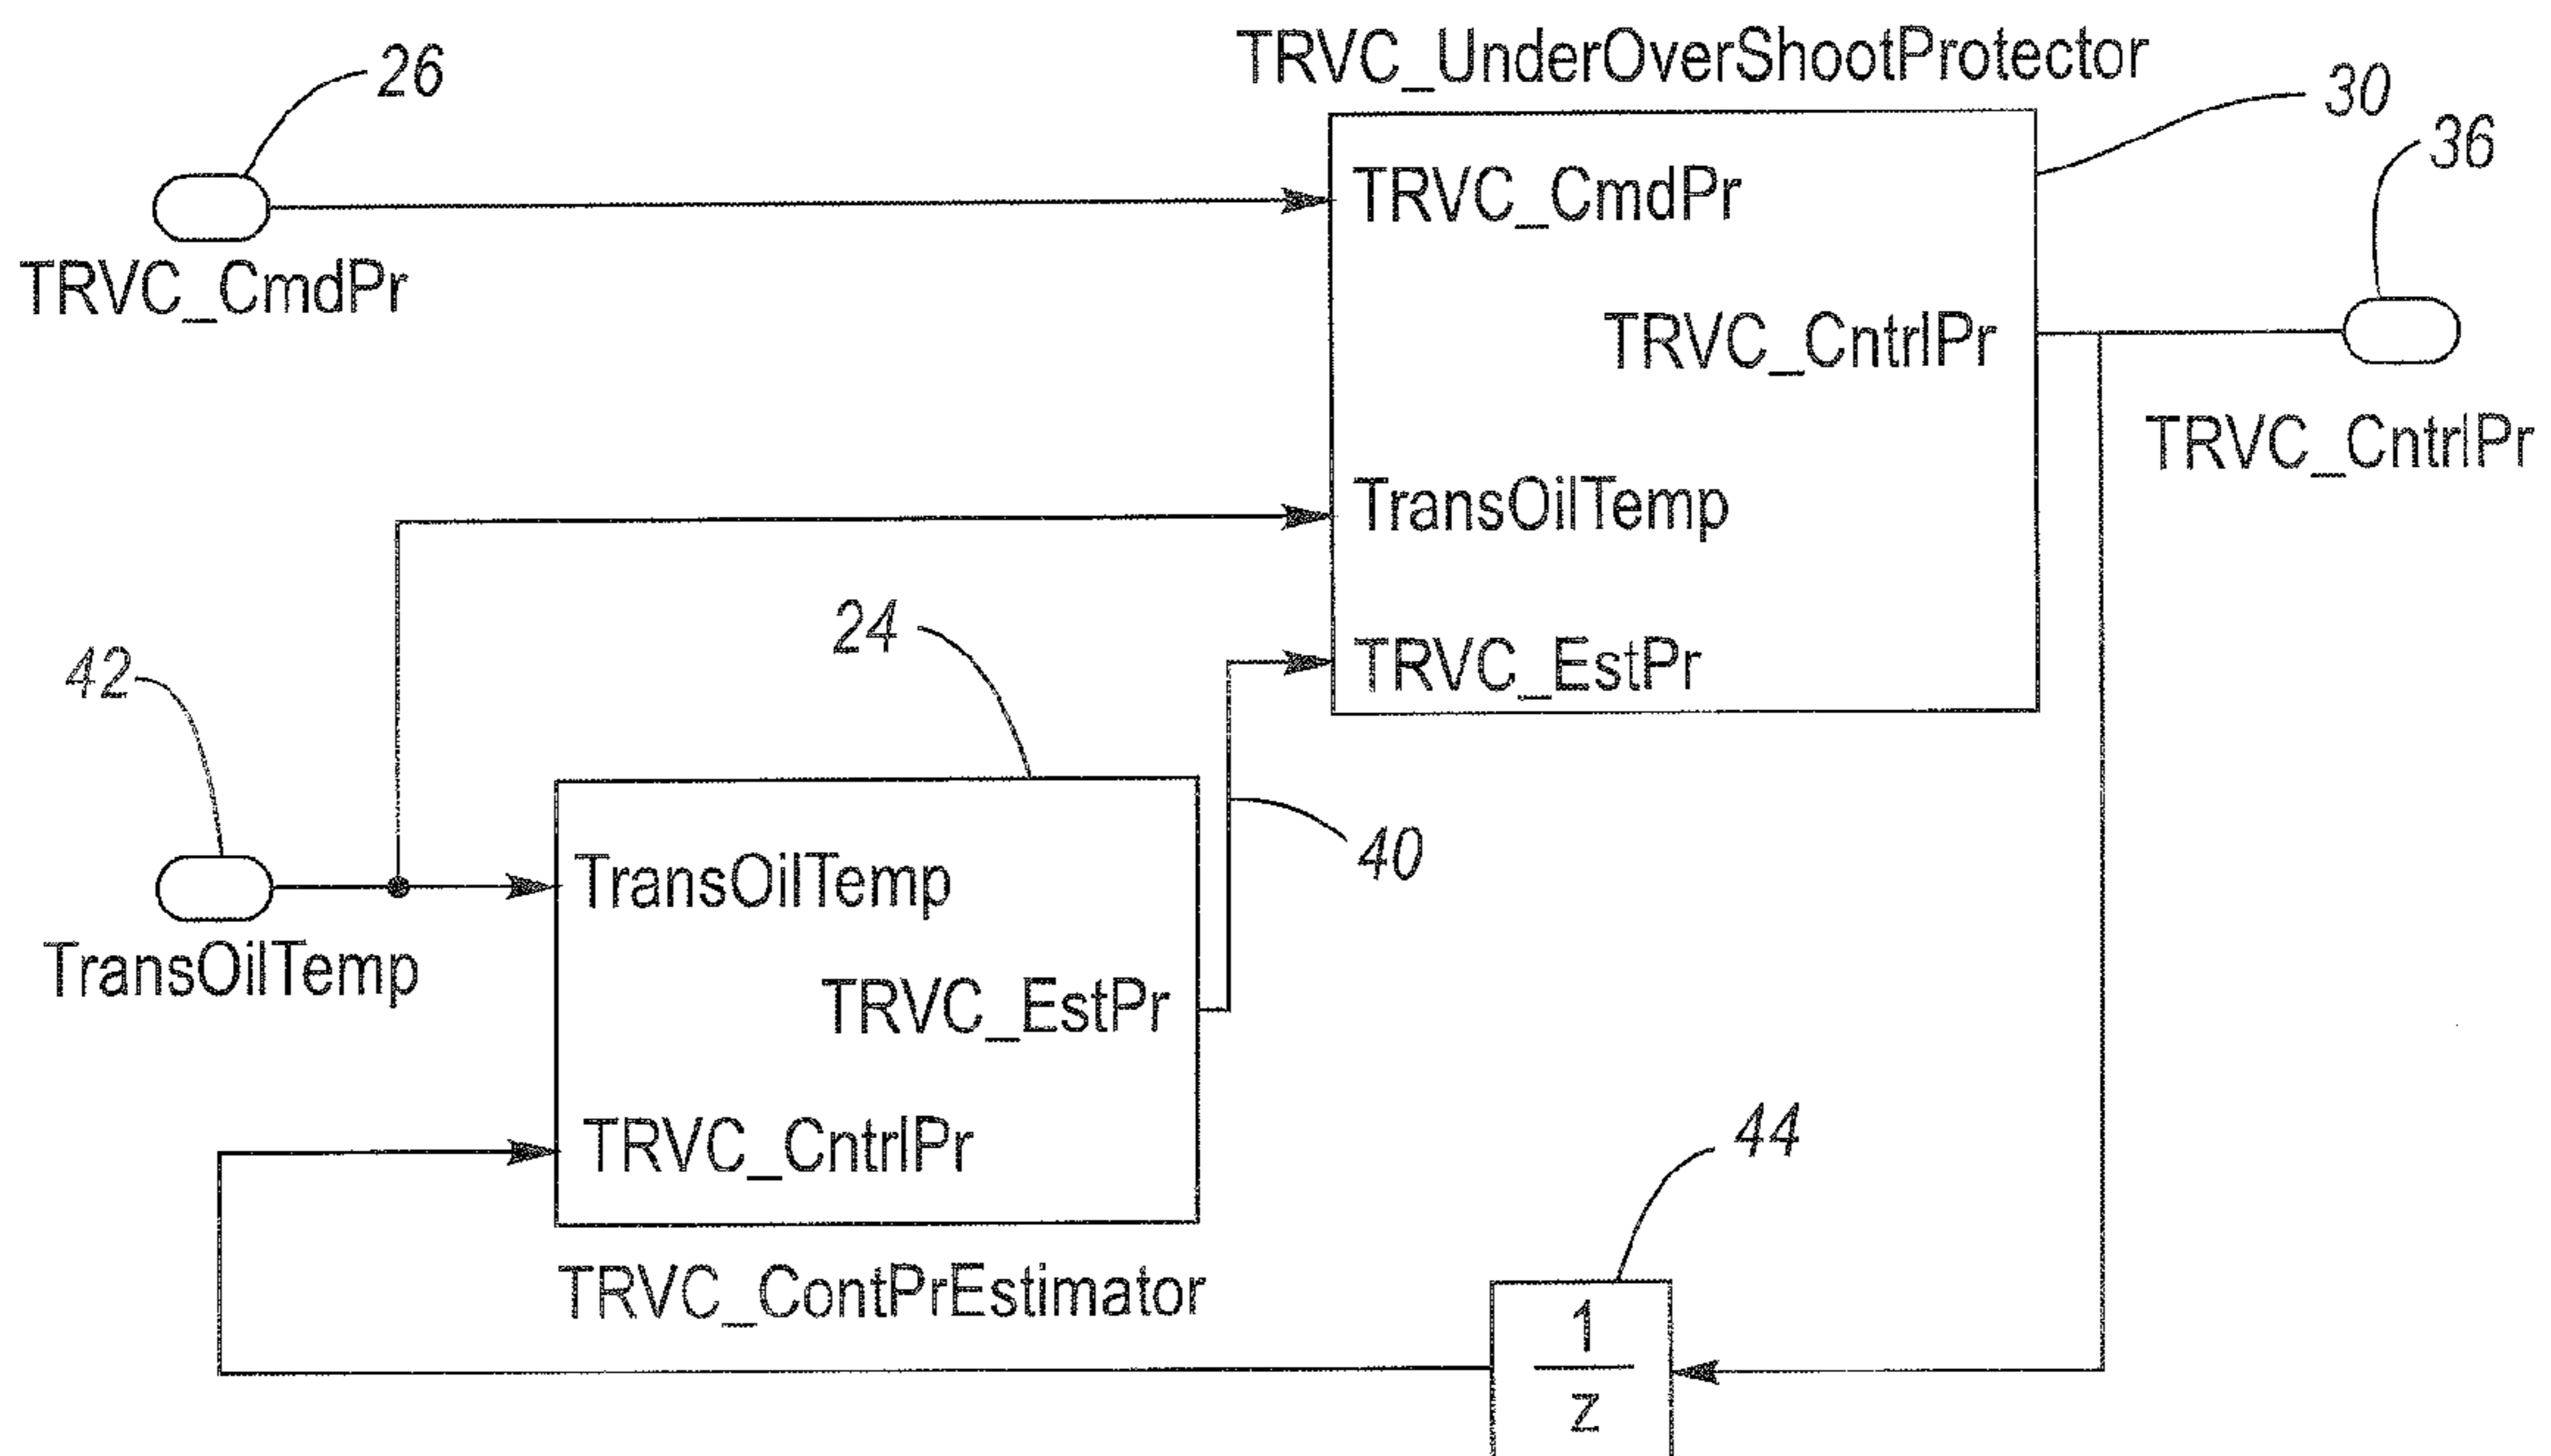 TRVC_UnderOverShootProtector
26
30
36
TRVC_CmdPr
TRVC_CmdPr
TRVC_CntrlPr
TRVC_CntrlPr
TransOilTemp
TRVC_EstPr
24
42
40
TransOilTemp
TransOilTemp
TRVC_EstPr
TRVC_CntrlPr
TRVC_ContPrEstimator
44
1
z